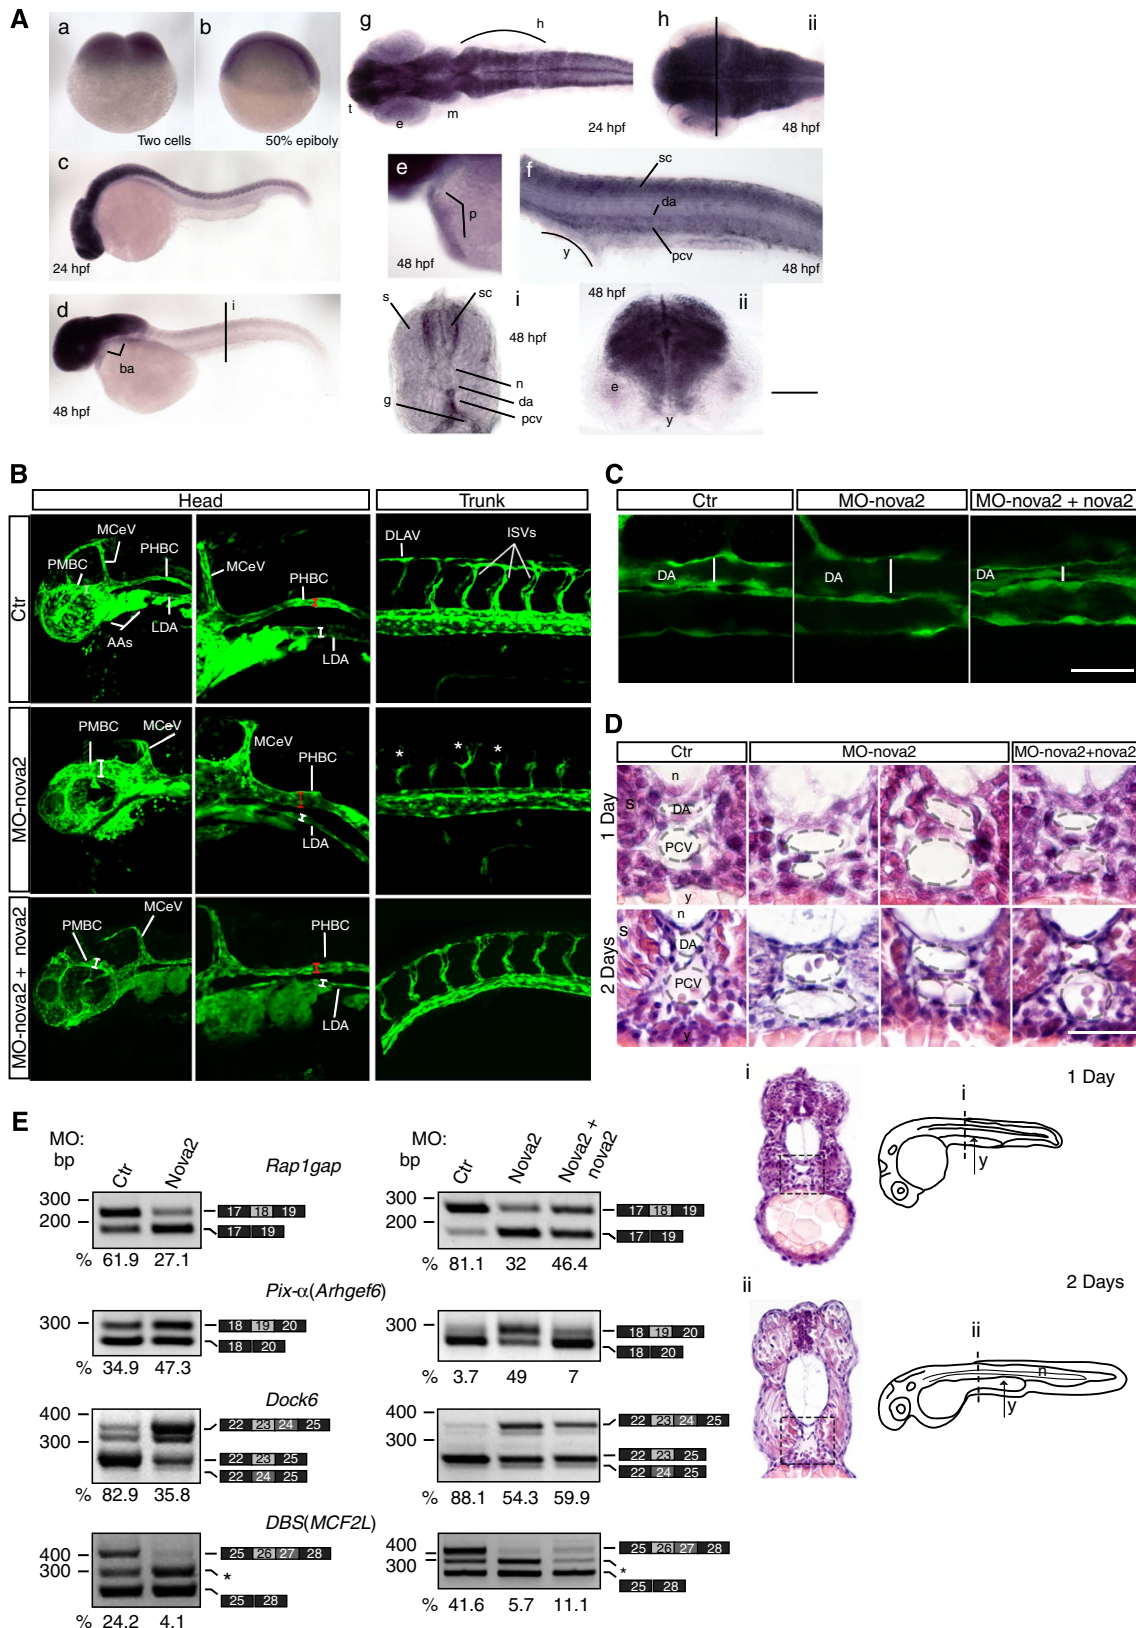 A
a
b
Two cells
50% epiboly
c
24 hpf
d
i
ba
48 hpf
g
h
t
e
m
24 hpf
h
ii
48 hpf
e
p
48 hpf
f
sc
da
y
pcv
48 hpf
s
sc
i
48 hpf
n
da
pcv
g
48 hpf
ii
e
y
B
Head
Trunk
Ctr
MCeV
PHBC
PMBC
AAs
LDA
MCeV
PHBC
LDA
DLAV
ISVs
MO-nova2
PMBC
MCeV
MCeV
PHBC
LDA
*
*
*
MO-nova2 + nova2
MCeV
PMBC
PHBC
LDA
C
Ctr
MO-nova2
MO-nova2 + nova2
DA
DA
DA
D
Ctr
MO-nova2
MO-nova2+nova2
1 Day
n
s
DA
PCV
y
2 Days
n
s
DA
PCV
y
i
i
1 Day
y
ii
ii
2 Days
n
y
E
MO:
bp
Ctr
Nova2
Rap1gap
MO:
bp
Ctr
Nova2
Nova2 +
nova2
300
200
17 18 19
17 19
% 61.9 27.1
300
200
17 18 19
17 19
% 81.1 32 46.4
Pix-α(Arhgef6)
300
18 19 20
18 20
% 34.9 47.3
300
18 19 20
18 20
% 3.7 49 7
Dock6
400
300
22 23 24 25
22 23 25
22 24 25
% 82.9 35.8
400
300
22 23 24 25
22 23 25
22 24 25
% 88.1 54.3 59.9
DBS(MCF2L)
400
300
25 26 27 28
*
25 28
% 24.2 4.1
400
300
25 26 27 28
*
25 28
% 41.6 5.7 11.1